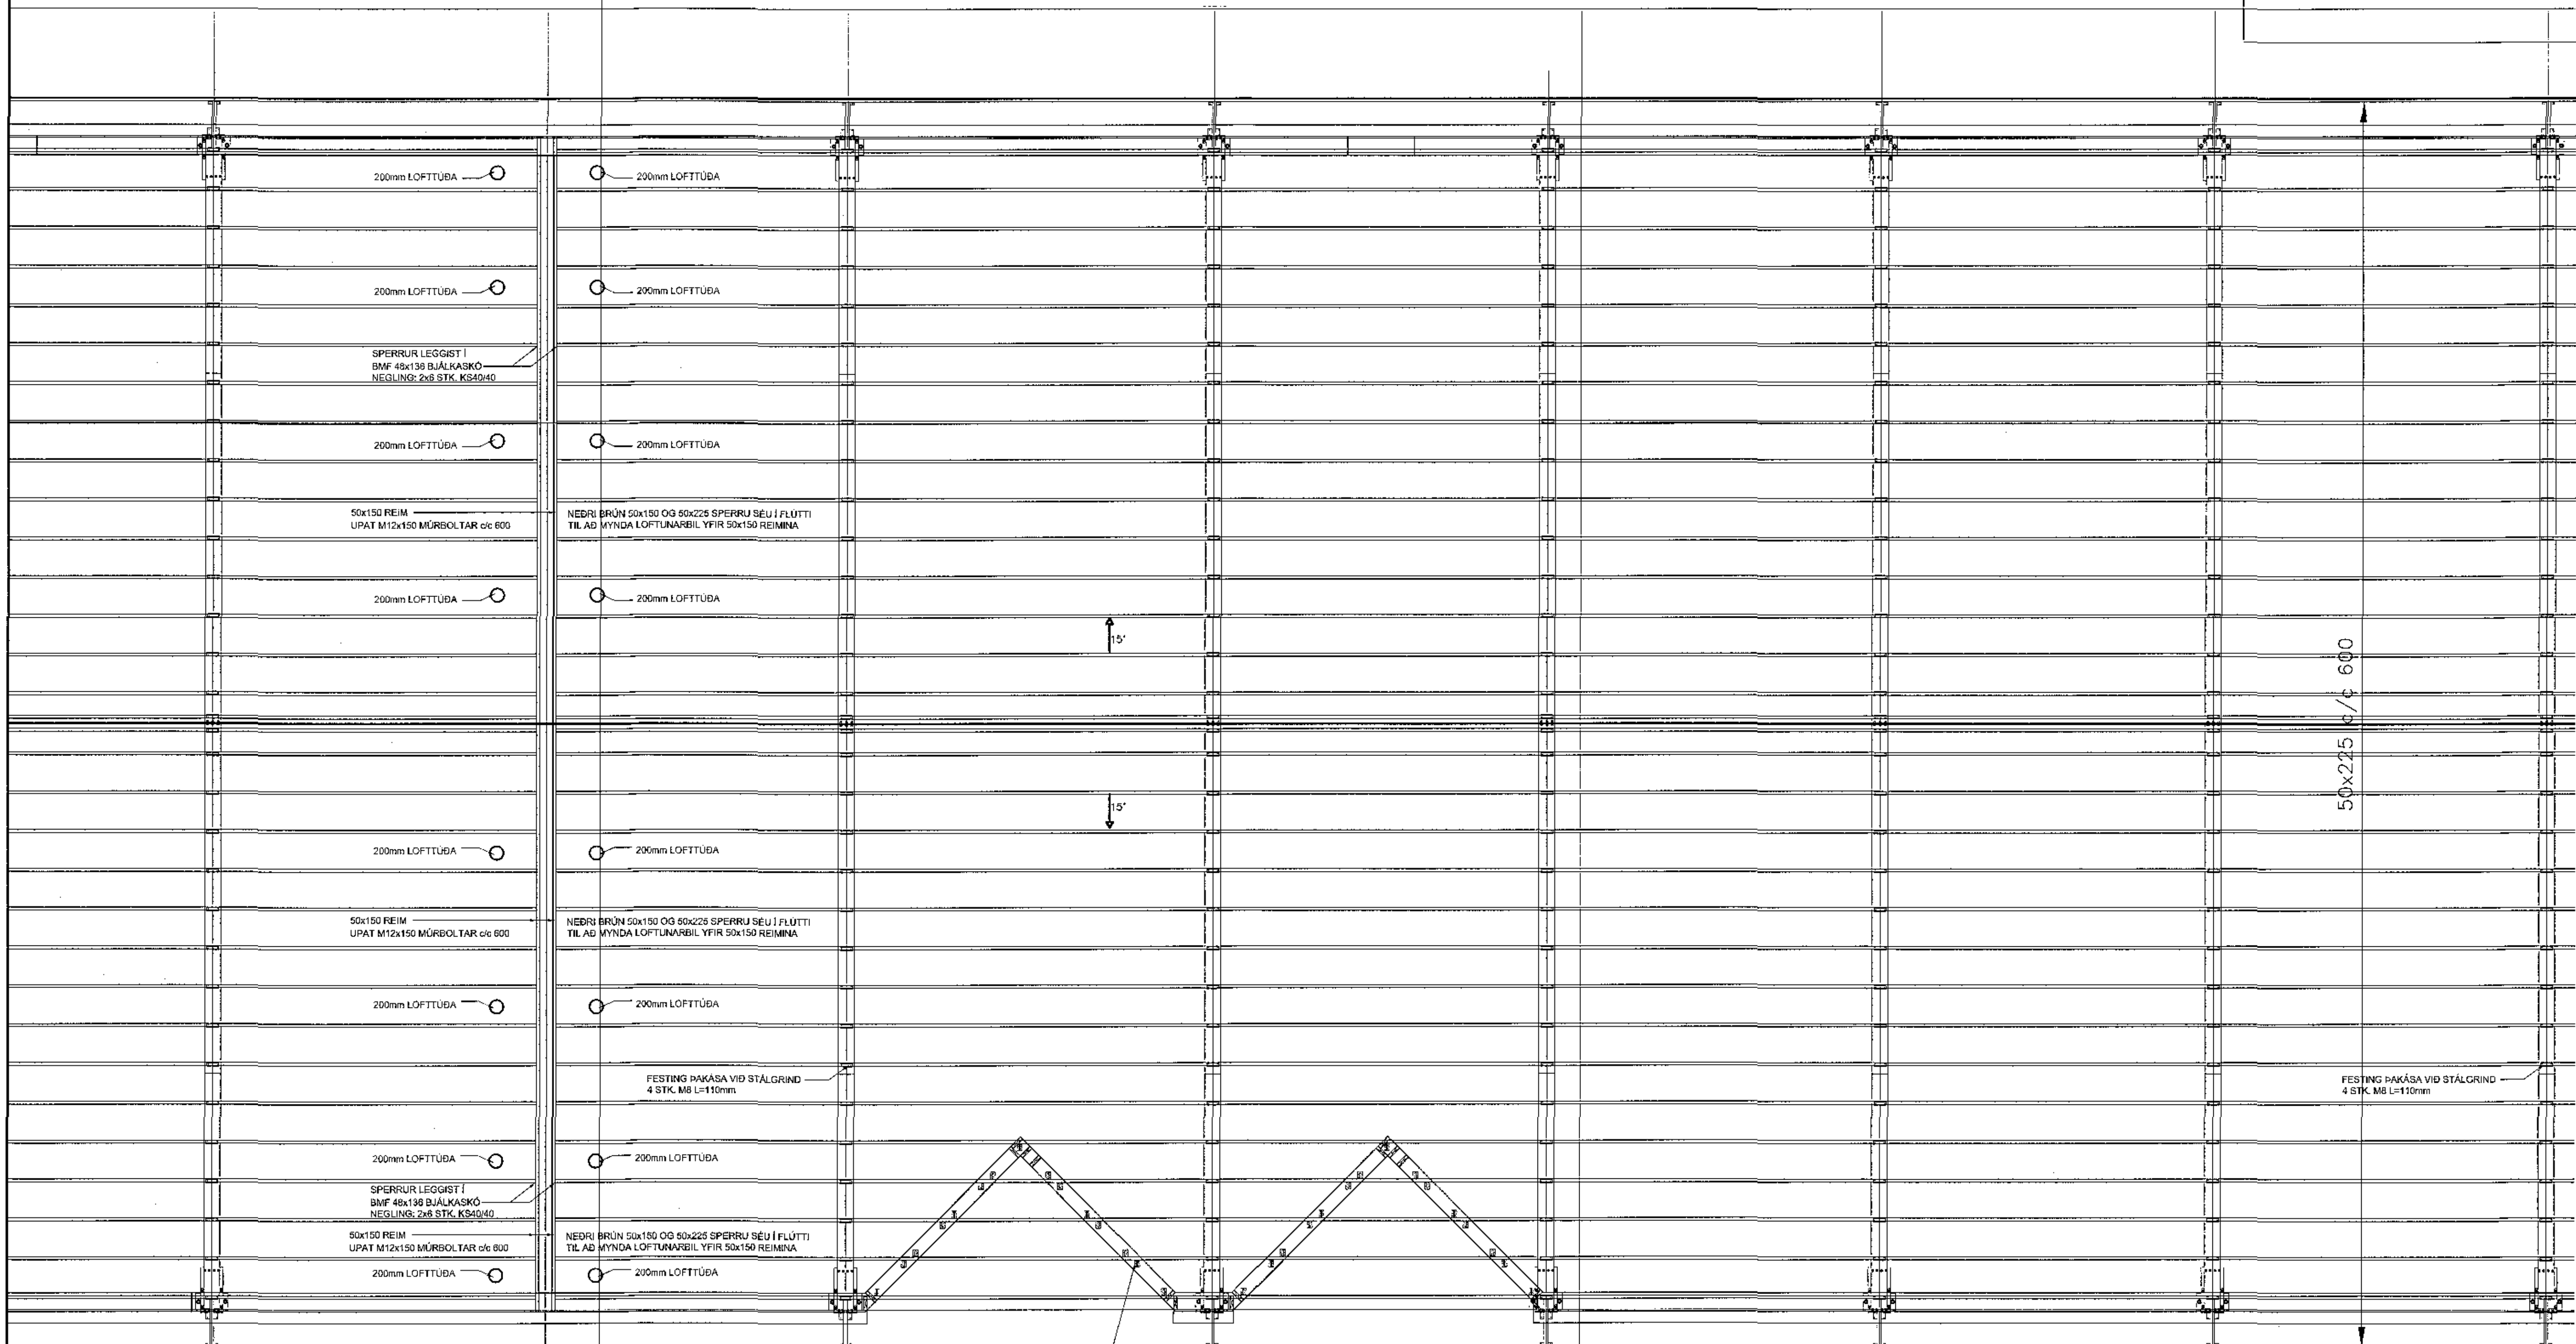 200mm LOFTTÚÐA
200mm LOFTTÚÐA
200mm LOFTTÚÐA
200mm LOFTTÚÐA
SPERRUR LEGGIST Í
BMF 48x136 BJÁLKASKÓ
NEGLING: 2x6 STK. KS40/40
200mm LOFTTÚÐA
200mm LOFTTÚÐA
50x150 REIM
UPAT M12x150 MÚRBOLTAR c/c 600
NEÐRI BRÚN 50x150 OG 50x225 SPERRU SÉU Í FLÚTTI
TIL AÐ MYNDA LOFTUNARBIL YFIR 50x150 REIMINA
200mm LOFTTÚÐA
200mm LOFTTÚÐA
15°
50x225 c/c 600
15°
200mm LOFTTÚÐA
200mm LOFTTÚÐA
50x150 REIM
UPAT M12x150 MÚRBOLTAR c/c 600
NEÐRI BRÚN 50x150 OG 50x225 SPERRU SÉU Í FLÚTTI
TIL AÐ MYNDA LOFTUNARBIL YFIR 50x150 REIMINA
200mm LOFTTÚÐA
200mm LOFTTÚÐA
FESTING ÞAKÁSA VIÐ STÁLGRIND
4 STK. M8 L=110mm
FESTING ÞAKÁSA VIÐ STÁLGRIND
4 STK. M8 L=110mm
200mm LOFTTÚÐA
200mm LOFTTÚÐA
SPERRUR LEGGIST Í
BMF 48x136 BJÁLKASKÓ
NEGLING: 2x6 STK. KS40/40
50x150 REIM
UPAT M12x150 MÚRBOLTAR c/c 600
NEÐRI BRÚN 50x150 OG 50x225 SPERRU SÉU Í FLÚTTI
TIL AÐ MYNDA LOFTUNARBIL YFIR 50x150 REIMINA
200mm LOFTTÚÐA
200mm LOFTTÚÐA